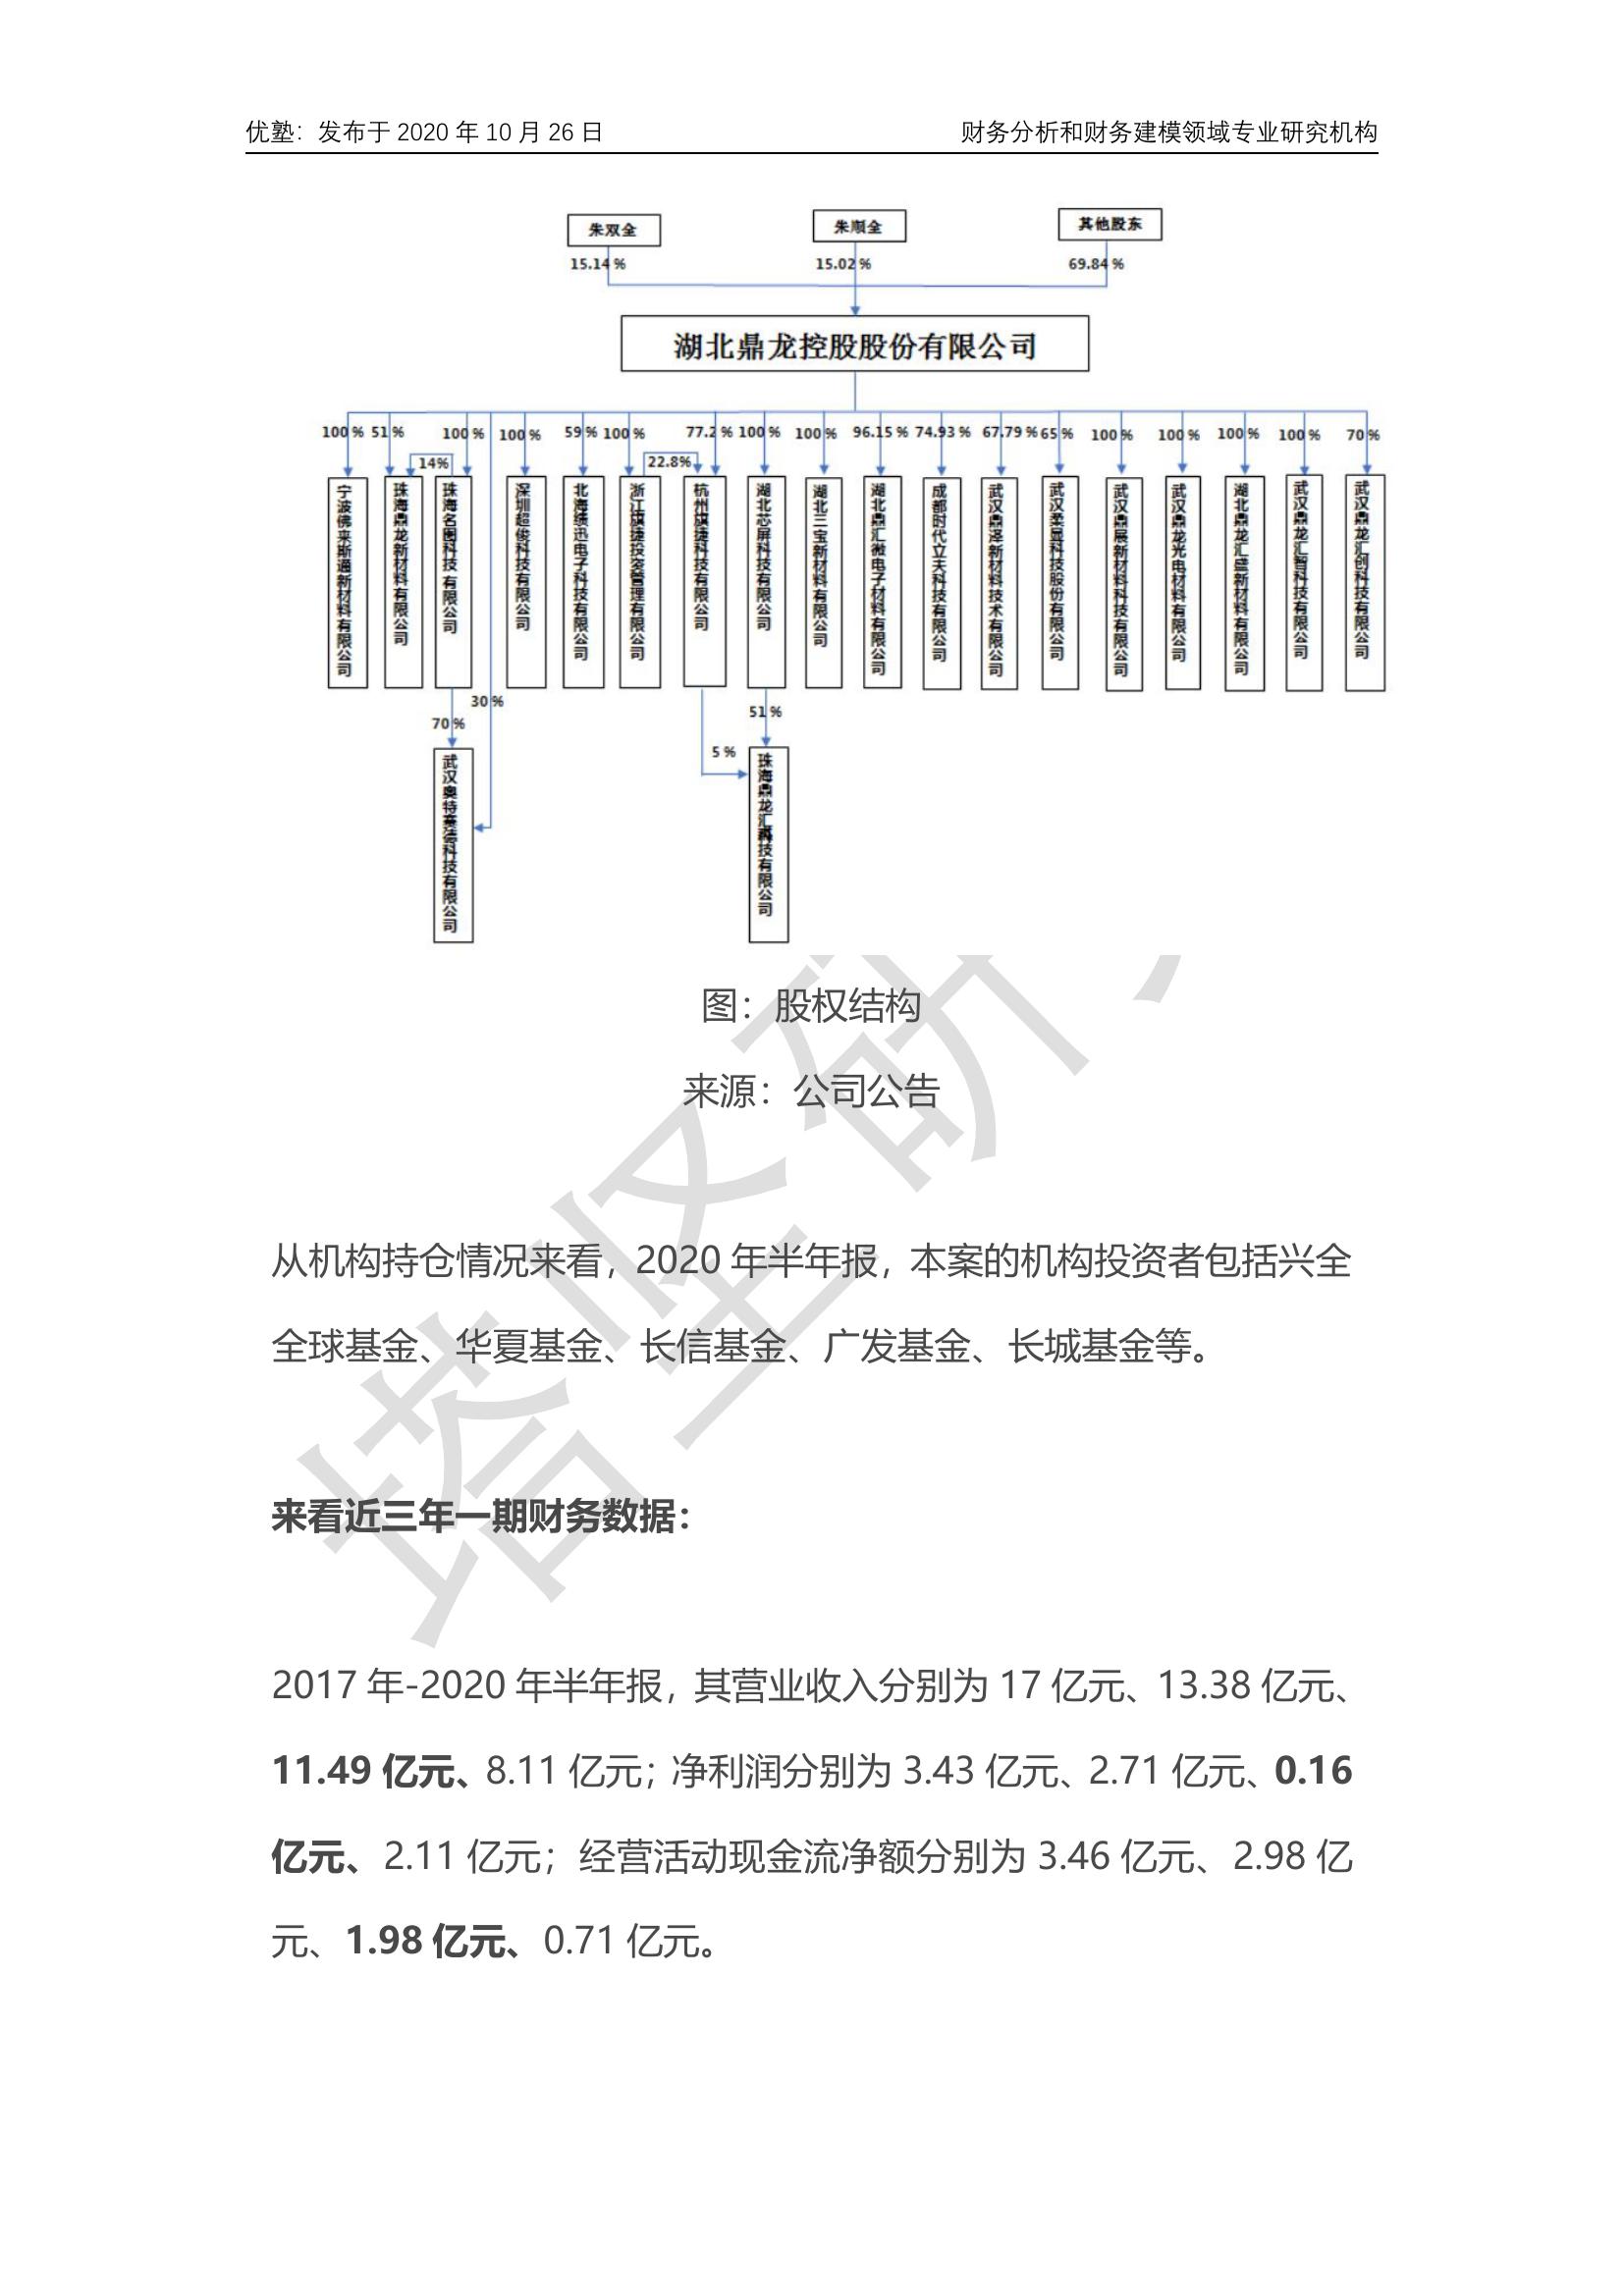 优塾：发布于 2020 年 10 月 26 日 财务分析和财务建模领域专业研究机构
朱双全 朱顺全 其他股东
15.14 % 15.02 % 69.84 %
湖北鼎龙控股股份有限公司
100 % 51 % 100 % 100 % 59 % 100 % 77.2 % 100 % 100 % 96.15 % 74.93 % 67.79 % 65 % 100 % 100 % 100 % 100 % 70 %
14% 22.8%
宁波佛来斯通新材料有限公司
珠海鼎龙新材料有限公司
珠海名图科技有限公司
深圳超俊科技有限公司
北海绩迅电子科技有限公司
浙江旗捷投资管理有限公司
杭州旗捷科技有限公司
湖北芯屏科技有限公司
湖北三宝新材料有限公司
湖北鼎汇微电子材料有限公司
成都时代立夫科技有限公司
武汉鼎泽新材料技术有限公司
武汉柔显科技股份有限公司
武汉鼎展新材料科技有限公司
武汉鼎龙光电材料有限公司
湖北鼎龙汇盛新材料有限公司
武汉鼎龙汇智科技有限公司
武汉鼎龙汇创科技有限公司
30 %
70 %
51 %
5 %
武汉奥特赛德科技有限公司
珠海鼎龙汇科技有限公司
图：股权结构
来源：公司公告
从机构持仓情况来看，2020 年半年报，本案的机构投资者包括兴全
全球基金、华夏基金、长信基金、广发基金、长城基金等。
来看近三年一期财务数据：
2017 年-2020 年半年报，其营业收入分别为 17 亿元、13.38 亿元、
11.49 亿元、8.11 亿元；净利润分别为 3.43 亿元、2.71 亿元、0.16
亿元、2.11 亿元；经营活动现金流净额分别为 3.46 亿元、2.98 亿
元、1.98 亿元、0.71 亿元。
塔坚研